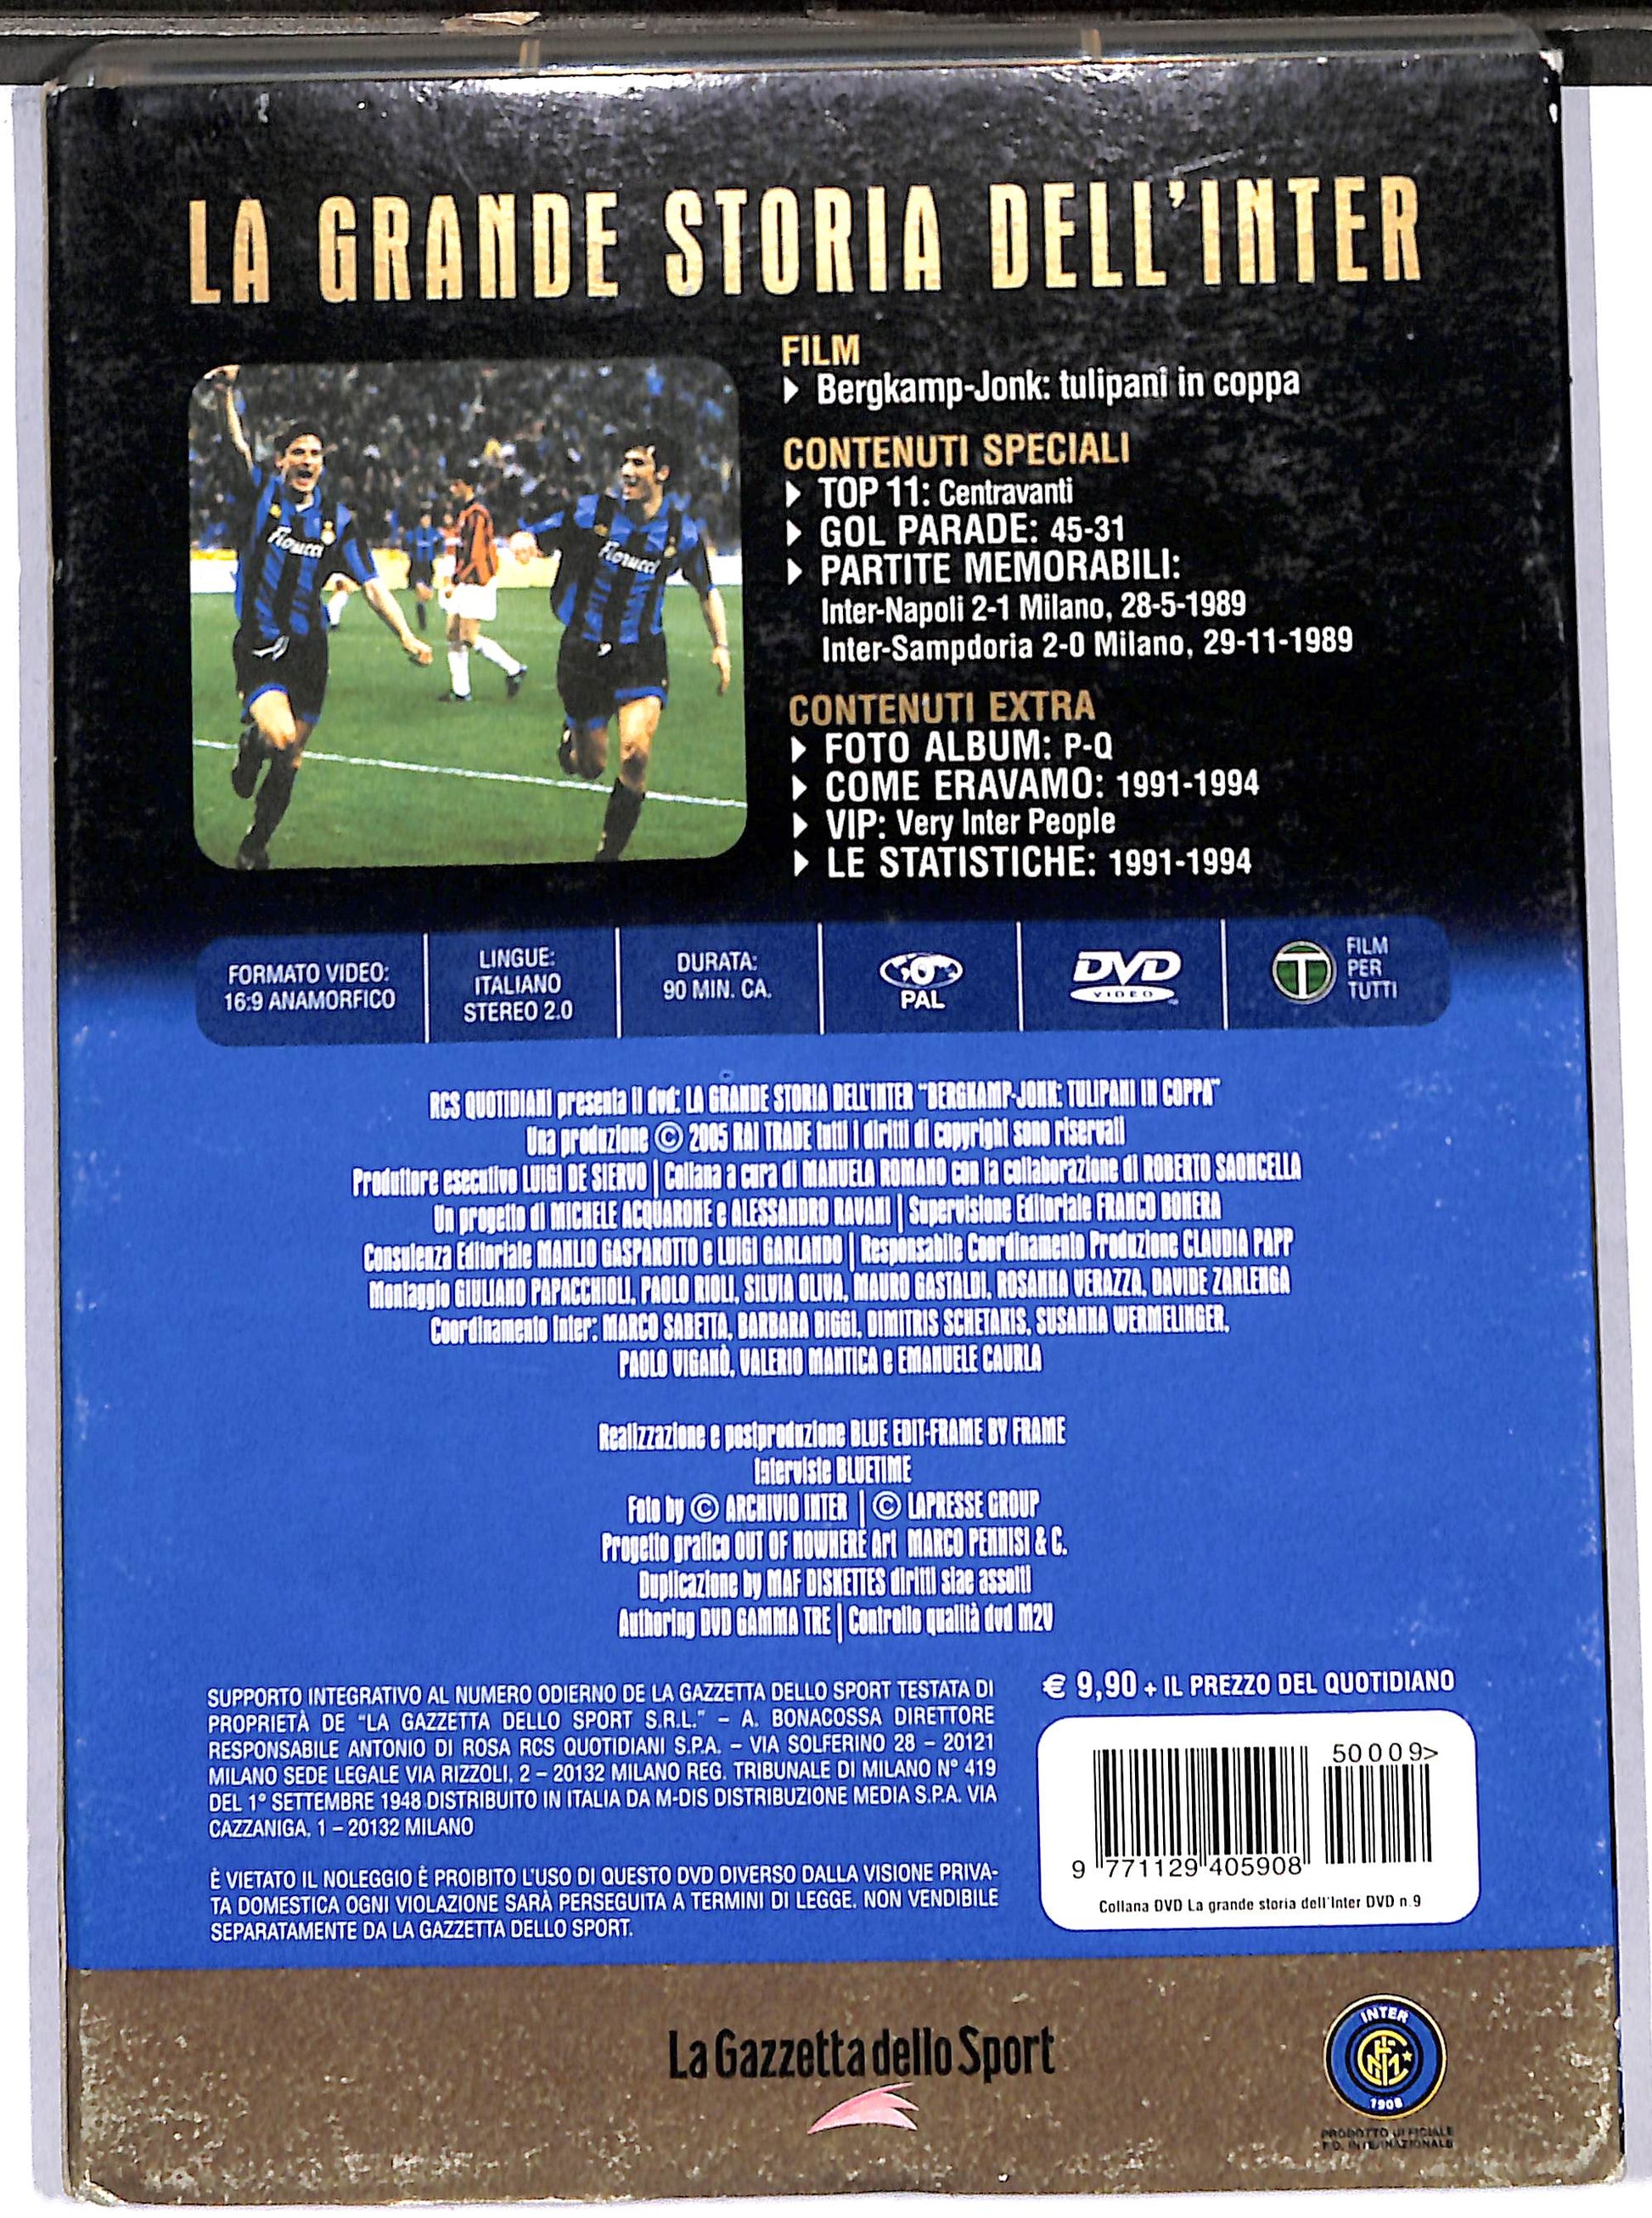 LA GRANDE STORIA DELL'INTER
FILM
Bergkamp-Jonk: tulipani in coppa
CONTENUTI SPECIALI
TOP 11: Centravanti
GOL PARADE: 45-31
PARTITE MEMORABILI:
Inter-Napoli 2-1 Milano, 28-5-1989
Inter-Sampdoria 2-0 Milano, 29-11-1989
CONTENUTI EXTRA
FOTO ALBUM: P-Q
COME ERAVAMO: 1991-1994
VIP: Very Inter People
LE STATISTICHE: 1991-1994
Fiorucci
Fiorucci
FORMATO VIDEO:
16:9 ANAMORFICO
LINGUE:
ITALIANO
STEREO 2.0
DURATA:
90 MIN. CA.
PAL
DVD
VIDEO
T
FILM
PER
TUTTI
RCS QUOTIDIANI presenta il dvd: LA GRANDE STORIA DELL'INTER "BERGKAMP-JONK: TULIPANI IN COPPA"
Una produzione © 2005 RAI TRADE tutti i diritti di copyright sono riservati
Produttore esecutivo LUIGI DE SIERVO | Collana a cura di MANUELA ROMANO con la collaborazione di ROBERTO SAONCELLA
Un progetto di MICHELE ACQUARONE e ALESSANDRO RAVANI | Supervisione Editoriale FRANCO BONERA
Consulenza Editoriale MANLIO GASPAROTTO e LUIGI GARLANDO | Responsabile Coordinamento Produzione CLAUDIA PAPP
Montaggio GIULIANO PAPACCHIOLI, PAOLO RIOLI, SILVIA OLIVA, MAURO GASTALDI, ROSANNA VERAZZA, DAVIDE ZARLENGA
Coordinamento Inter: MARCO SABETTA, BARBARA BIGGI, DIMITRIS SCHETAKIS, SUSANNA WERMELINGER,
PAOLO VIGANÒ, VALERIO MANTICA e EMANUELE CAURLA
Realizzazione e postproduzione BLUE EDIT-FRAME BY FRAME
Interviste BLUETIME
Foto by © ARCHIVIO INTER | © LAPRESSE GROUP
Progetto grafico OUT OF NOWHERE Art MARCO PENNISI & C.
Duplicazione by MAF DISKETTES diritti siae assolti
Authoring DVD GAMMA TRE | Controllo qualità dvd M2V
SUPPORTO INTEGRATIVO AL NUMERO ODIERNO DE LA GAZZETTA DELLO SPORT TESTATA DI
PROPRIETÀ DE "LA GAZZETTA DELLO SPORT S.R.L." – A. BONACOSSA DIRETTORE
RESPONSABILE ANTONIO DI ROSA RCS QUOTIDIANI S.P.A. – VIA SOLFERINO 28 – 20121
MILANO SEDE LEGALE VIA RIZZOLI, 2 – 20132 MILANO REG. TRIBUNALE DI MILANO N° 419
DEL 1° SETTEMBRE 1948 DISTRIBUITO IN ITALIA DA M-DIS DISTRIBUZIONE MEDIA S.P.A. VIA
CAZZANIGA, 1 – 20132 MILANO
È VIETATO IL NOLEGGIO È PROIBITO L'USO DI QUESTO DVD DIVERSO DALLA VISIONE PRIVA-
TA DOMESTICA OGNI VIOLAZIONE SARÀ PERSEGUITA A TERMINI DI LEGGE. NON VENDIBILE
SEPARATAMENTE DA LA GAZZETTA DELLO SPORT.
€ 9,90 + IL PREZZO DEL QUOTIDIANO
50009>
9 771129 405908
Collana DVD La grande storia dell'Inter DVD n.9
La Gazzetta dello Sport
INTER
1908
PRODOTTO UFFICIALE
F.C. INTERNAZIONALE